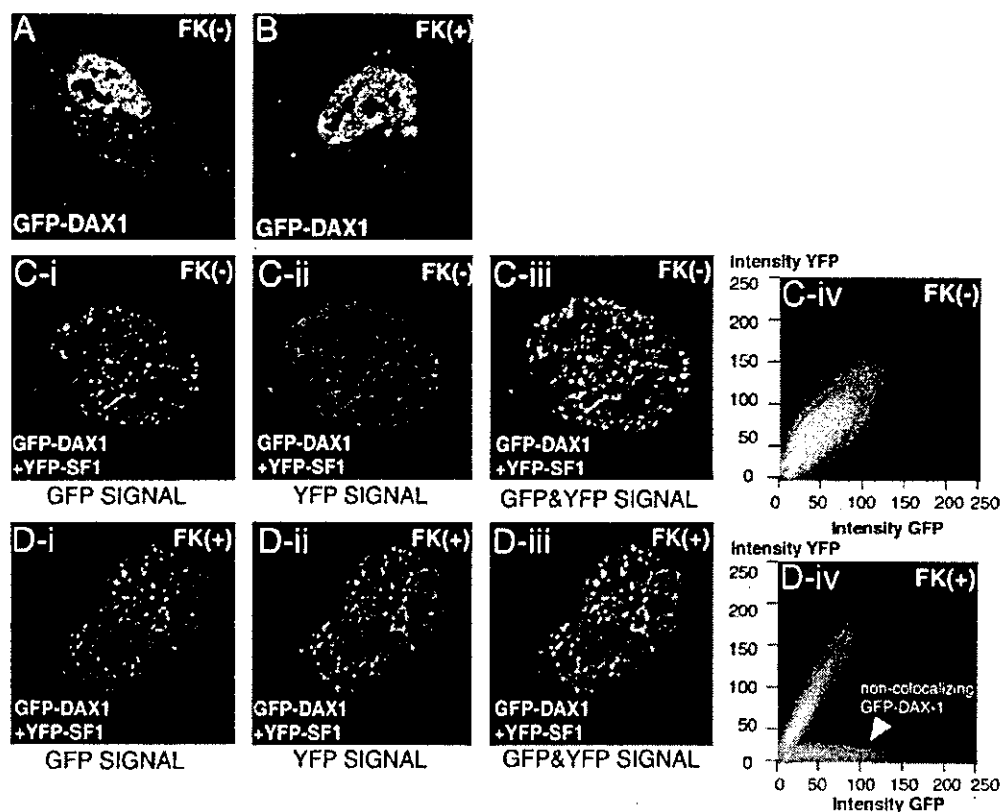 A FK(-)
GFP-DAX1
B FK(+)
GFP-DAX1
C-i FK(-)
GFP-DAX1
+YFP-SF1
GFP SIGNAL
C-ii FK(-)
GFP-DAX1
+YFP-SF1
YFP SIGNAL
C-iii FK(-)
GFP-DAX1
+YFP-SF1
GFP&YFP SIGNAL
Intensity YFP
C-iv FK(-)
250
200
150
100
50
0
0 50 100 150 200 250
Intensity GFP
D-i FK(+)
GFP-DAX1
+YFP-SF1
GFP SIGNAL
D-ii FK(+)
GFP-DAX1
+YFP-SF1
YFP SIGNAL
D-iii FK(+)
GFP-DAX1
+YFP-SF1
GFP&YFP SIGNAL
Intensity YFP
D-iv FK(+)
250
200
150
100
50
0
non-colocalizing
GFP-DAX-1
0 50 100 150 200 250
Intensity GFP